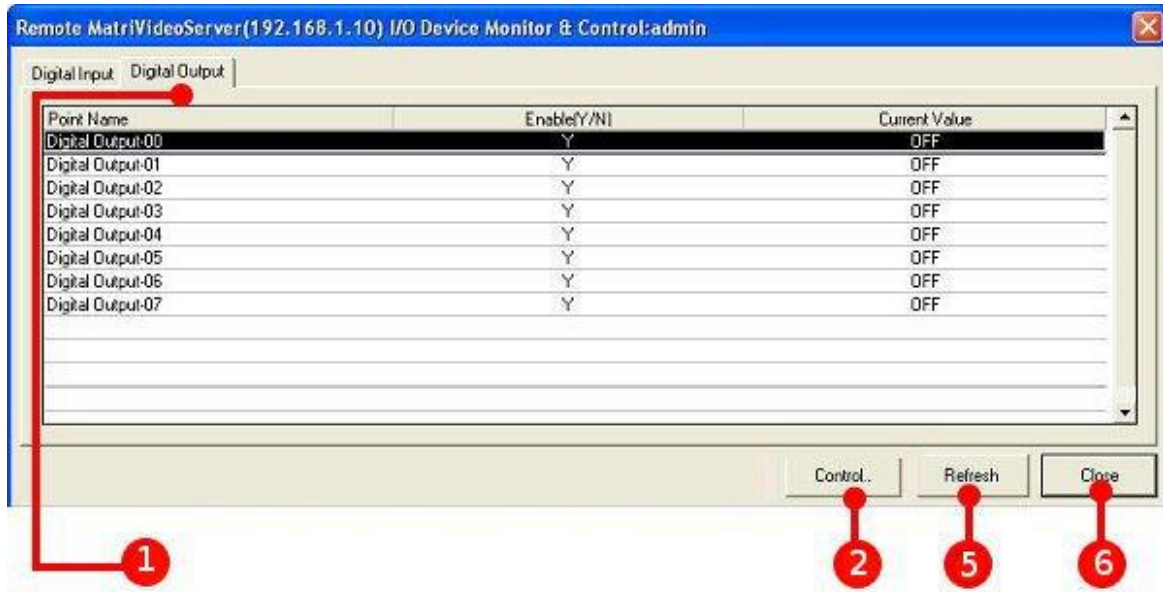 Remote MatriVideoServer(192.168.1.10) I/O Device Monitor & Control:admin
Digital Input Digital Output
Point Name Enable(Y/N) Current Value
Digital Output-00 Y OFF
Digital Output-01 Y OFF
Digital Output-02 Y OFF
Digital Output-03 Y OFF
Digital Output-04 Y OFF
Digital Output-05 Y OFF
Digital Output-06 Y OFF
Digital Output-07 Y OFF
Control.. Refresh Close
1 2 5 6